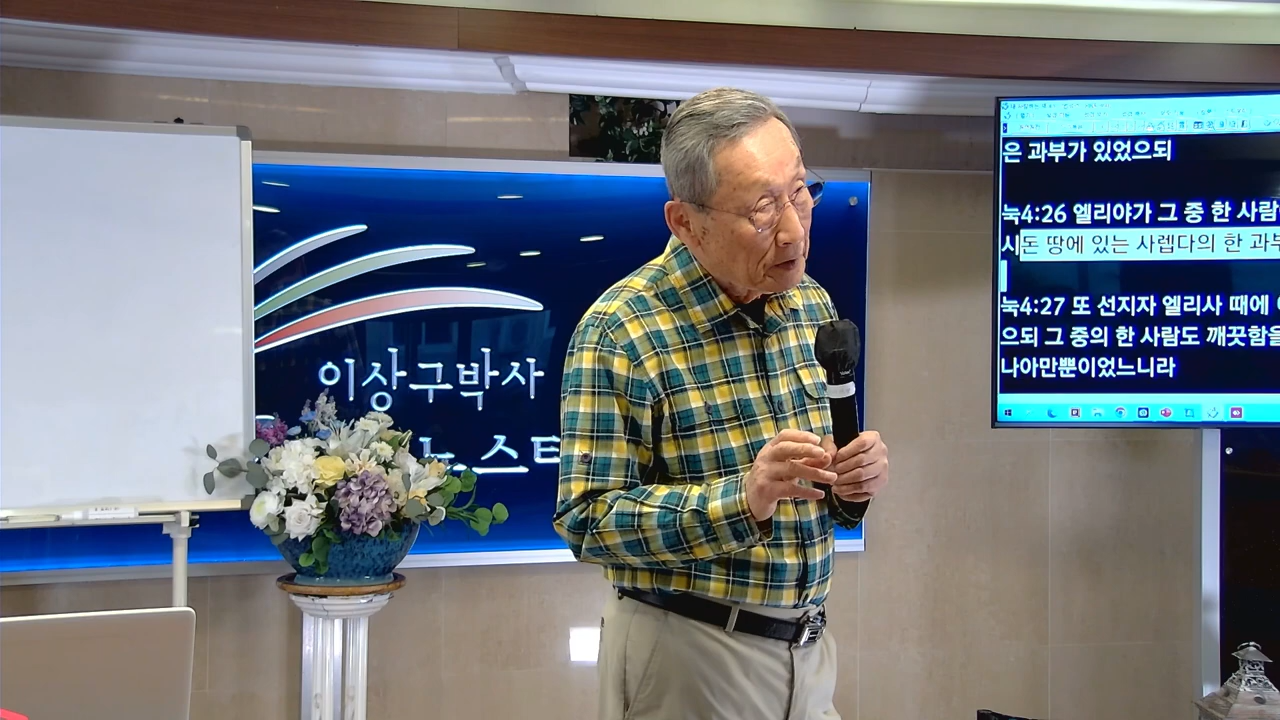 이상구박사
뉴스타
은 과부가 있었으되
눅4:26 엘리야가 그 중 한 사람
시돈 땅에 있는 사렙다의 한 과부
눅4:27 또 선지자 엘리사 때에
으되 그 중의 한 사람도 깨끗함을
나아만뿐이었느니라